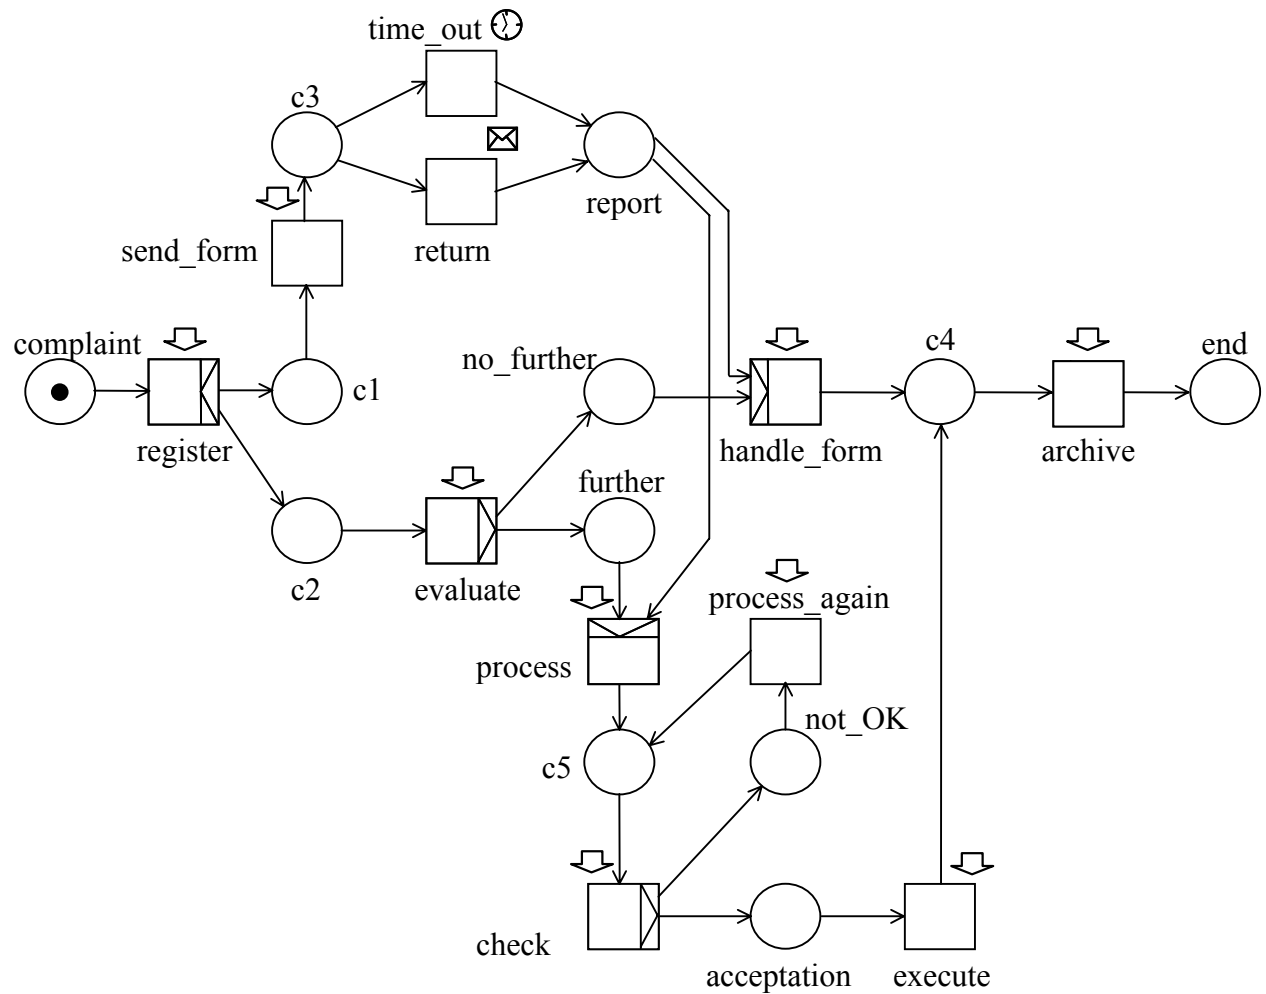 time_out
c3
report
send_form
return
complaint
no_further
c4
end
c1
register
handle_form
archive
further
c2
evaluate
process_again
process
not_OK
c5
check
acceptation
execute